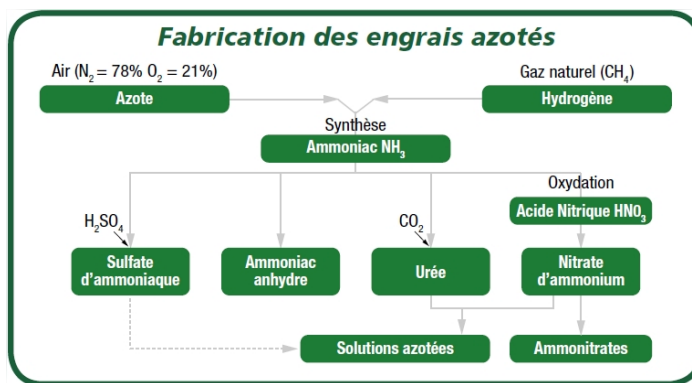 Fabrication des engrais azotés
Air (N₂ = 78% O₂ = 21%)
Gaz naturel (CH₄)
Azote
Hydrogène
Synthèse
Ammoniac NH₃
Oxydation
Acide Nitrique HN0₃
H₂SO₄
CO₂
Sulfate
d'ammoniaque
Ammoniac
anhydre
Urée
Nitrate
d'ammonium
Solutions azotées
Ammonitrates